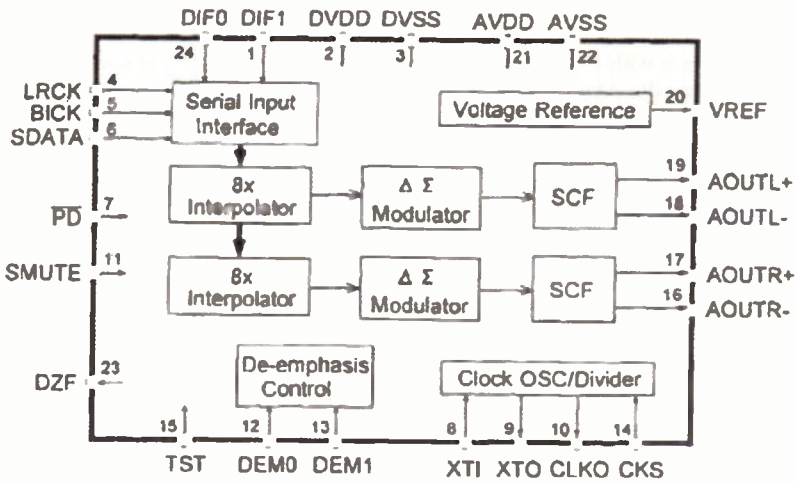 DIF0 DIF1 DVDD DVSS AVDD AVSS
24 1 2 3 21 22
LRCK 4
BICK 5
SDATA 6
Serial Input
Interface
Voltage Reference
20 VREF
8x
Interpolator
Δ Σ
Modulator
SCF
19 AOUTL+
18 AOUTL-
PD 7
SMUTE 11
8x
Interpolator
Δ Σ
Modulator
SCF
17 AOUTR+
16 AOUTR-
DZF 23
De-emphasis
Control
Clock OSC/Divider
15 12 13 8 9 10 14
TST DEM0 DEM1 XTI XTO CLKO CKS